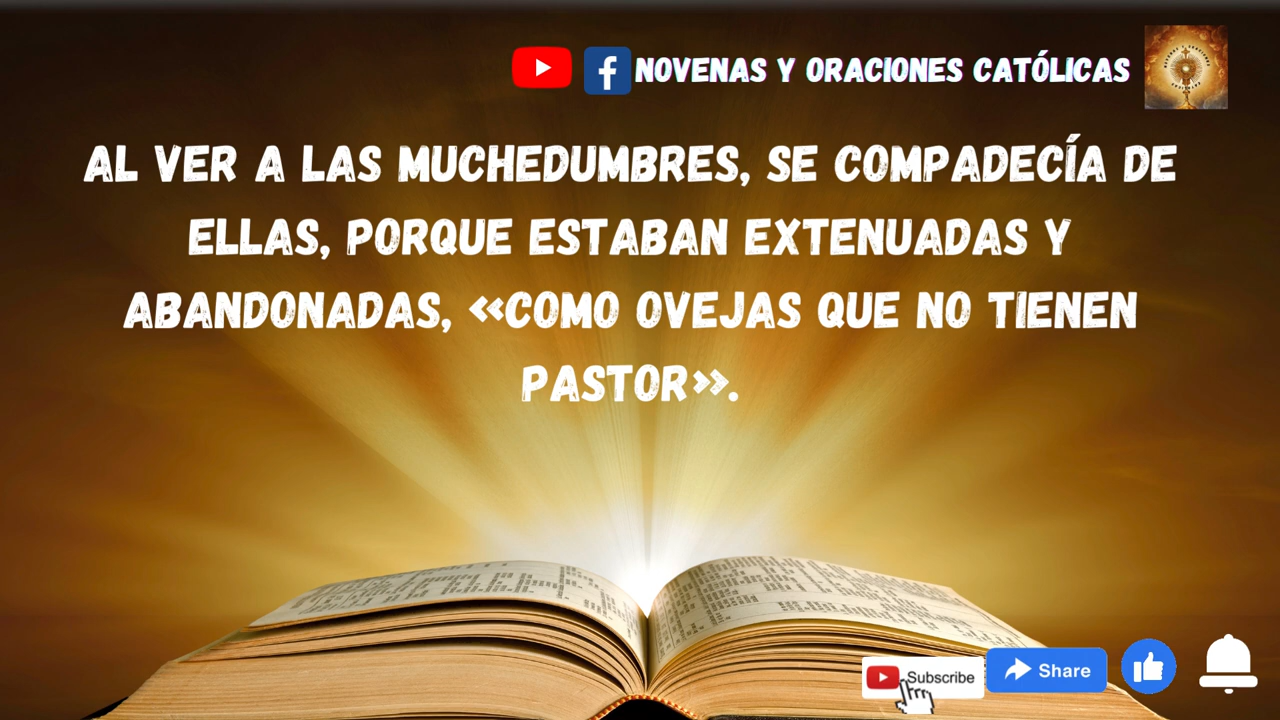 NOVENAS Y ORACIONES CATÓLICAS
AL VER A LAS MUCHEDUMBRES, SE COMPADECÍA DE
ELLAS, PORQUE ESTABAN EXTENUADAS Y
ABANDONADAS, «COMO OVEJAS QUE NO TIENEN
PASTOR».
Subscribe
Share